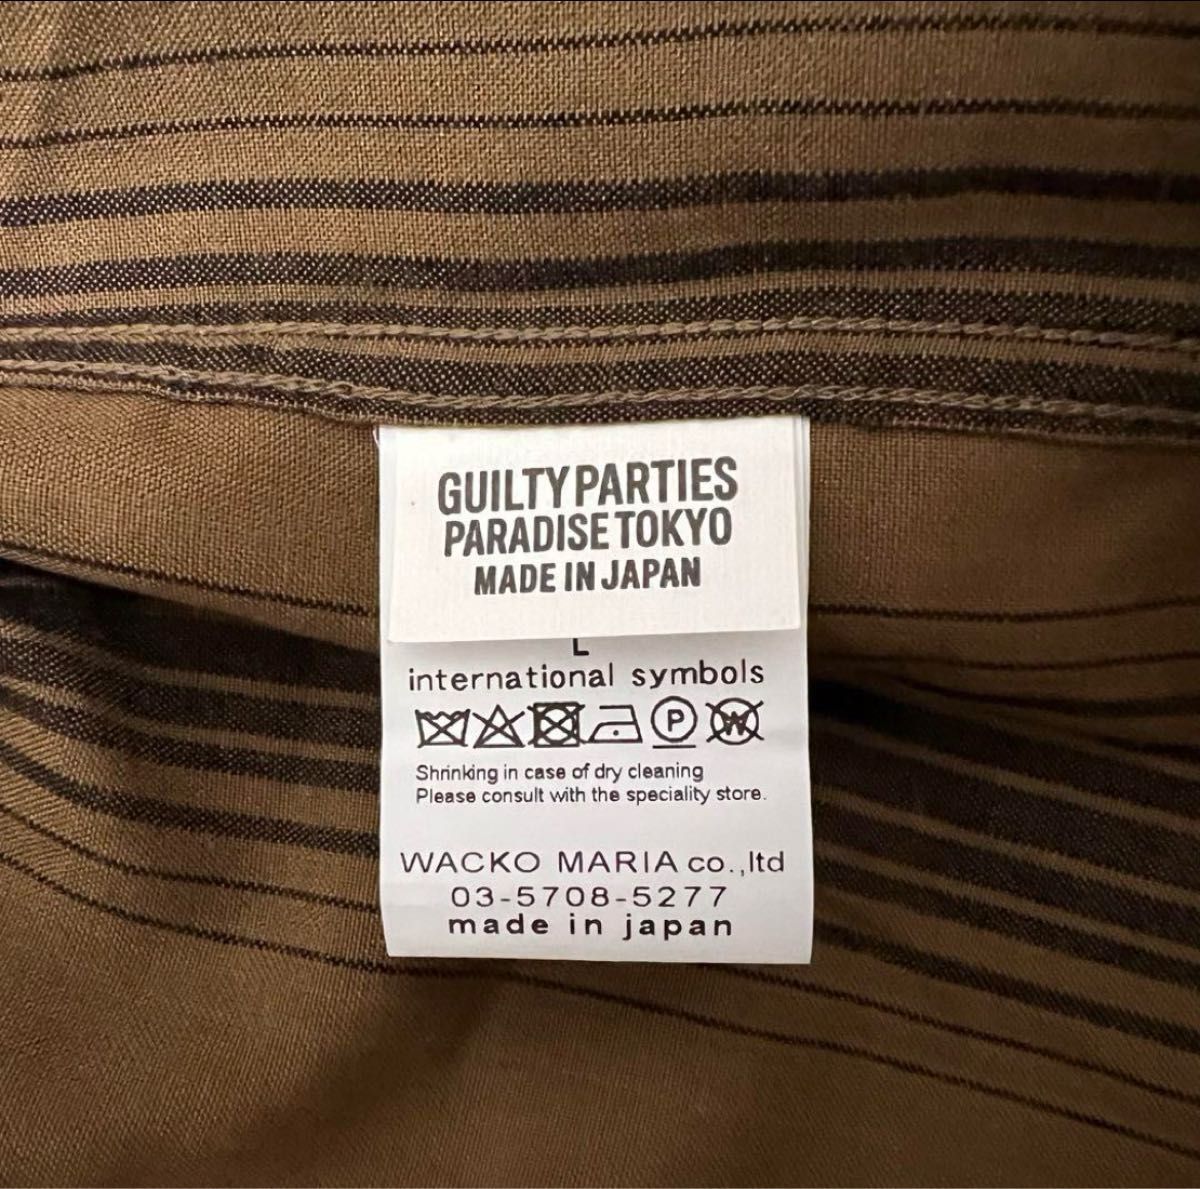 GUILTY PARTIES
PARADISE TOKYO
MADE IN JAPAN
L
international symbols
P W
Shrinking in case of dry cleaning
Please consult with the speciality store.
WACKO MARIA co.,ltd
03-5708-5277
made in japan